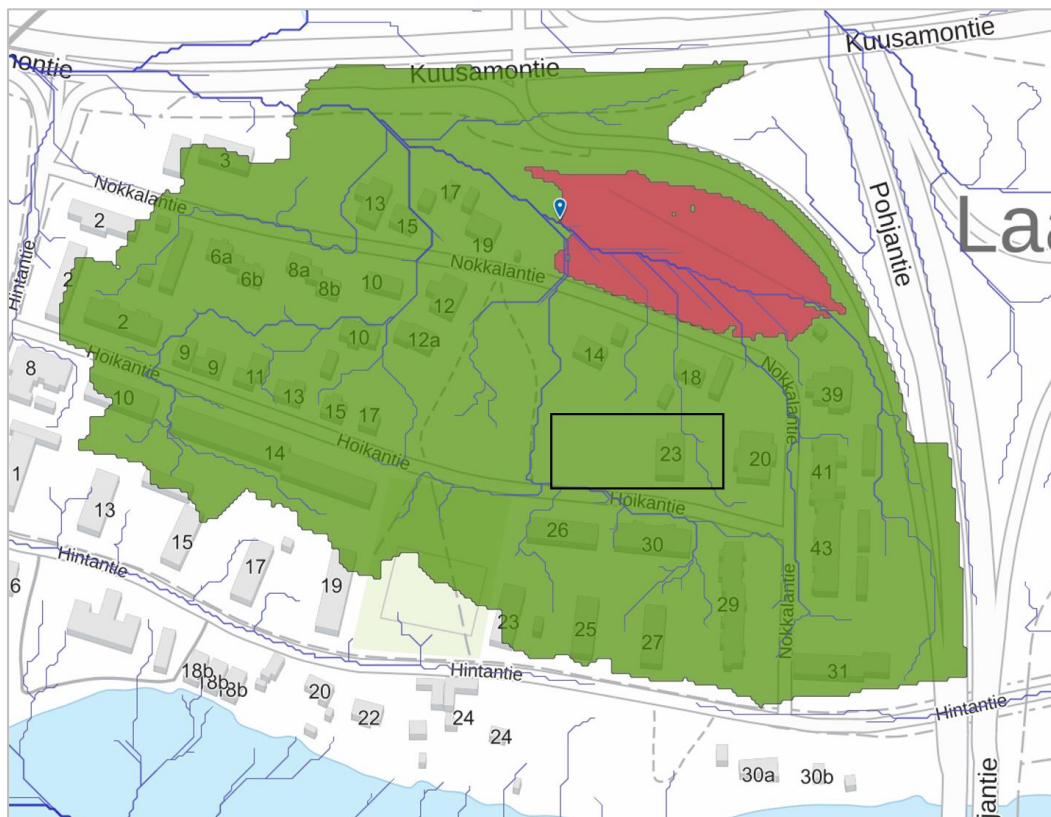 Kuusamontie
Kuusamontie
ontie
3
Nokkalantie
17
13
15
19
2
Pohjantie
Laa
Hintantie
2
6a
6b
8a
8b
10
Nokkalantie
12
2
10
12a
14
18
Nokkalantie
Hoikantie
9
9
11
13
15
17
8
10
39
14
Hoikantie
23
20
41
1
13
15
Hoikantie
26
30
43
Hintantie
17
19
6
23
25
27
29
Nokkalantie
31
18b
18b
18b
Hintantie
20
22
24
24
Hintantie
30a
30b
jantie